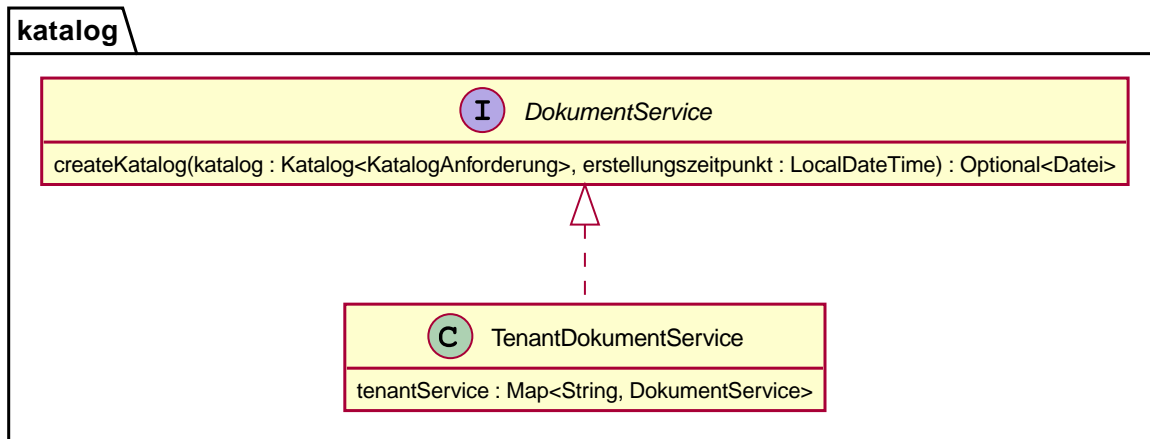 katalog
I DokumentService
createKatalog(katalog : Katalog<KatalogAnforderung>, erstellungszeitpunkt : LocalDateTime) : Optional<Datei>
C TenantDokumentService
tenantService : Map<String, DokumentService>